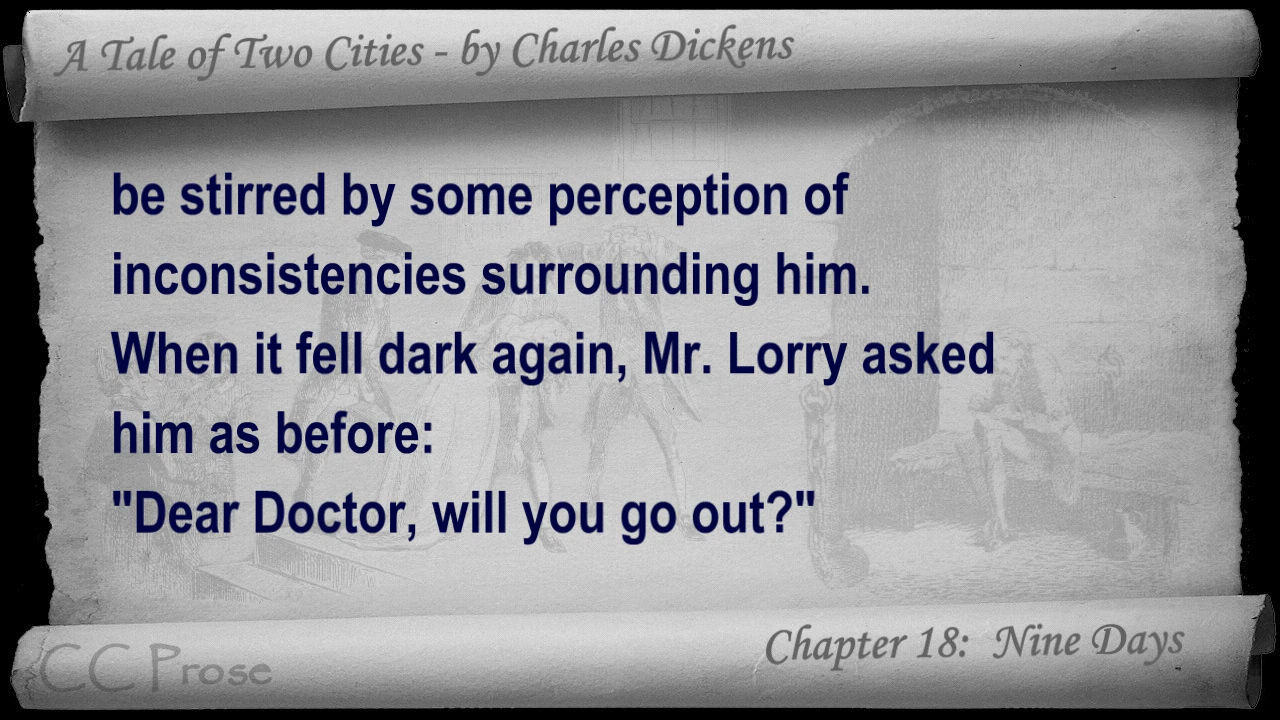 A Tale of Two Cities - by Charles Dickens
be stirred by some perception of
inconsistencies surrounding him.
When it fell dark again, Mr. Lorry asked
him as before:
"Dear Doctor, will you go out?"
Chapter 18: Nine Days
CC Prose